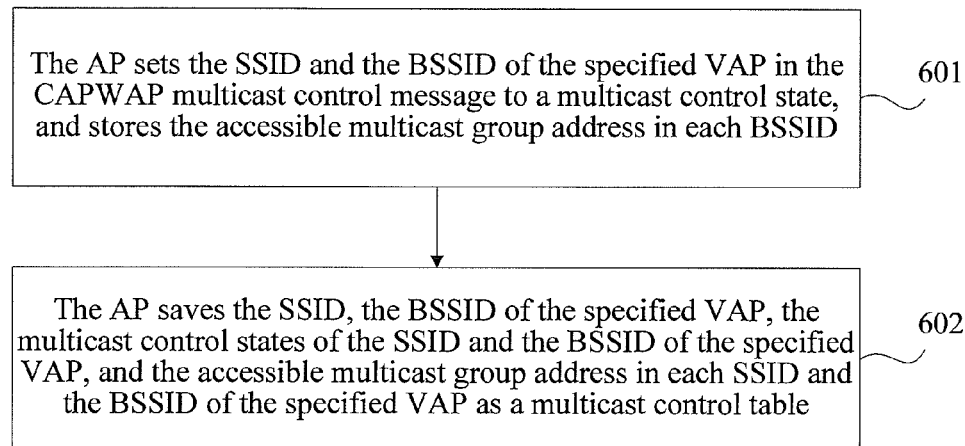 The AP sets the SSID and the BSSID of the specified VAP in the
CAPWAP multicast control message to a multicast control state,
and stores the accessible multicast group address in each BSSID
601
The AP saves the SSID, the BSSID of the specified VAP, the
multicast control states of the SSID and the BSSID of the specified
VAP, and the accessible multicast group address in each SSID and
the BSSID of the specified VAP as a multicast control table
602